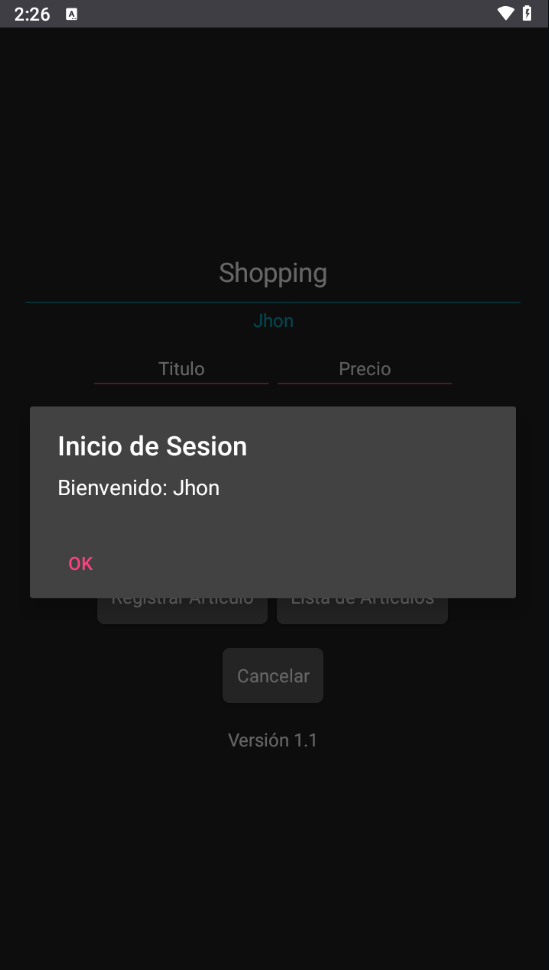 2:26
Shopping
Jhon
Titulo Precio
Inicio de Sesion
Bienvenido: Jhon
OK
Registrar Articulo Lista de Articulos
Cancelar
Versión 1.1